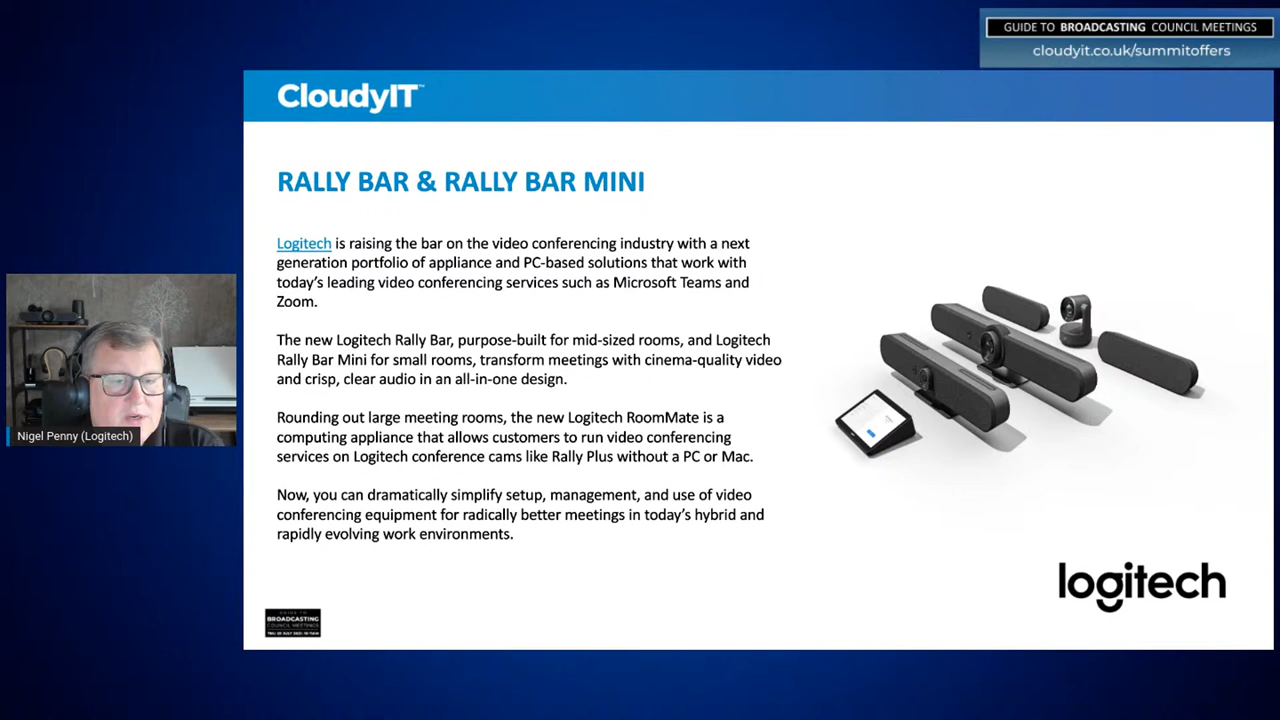 GUIDE TO BROADCASTING COUNCIL MEETINGS
cloudyit.co.uk/summitoffers
CloudyIT™
RALLY BAR & RALLY BAR MINI
Logitech is raising the bar on the video conferencing industry with a next
generation portfolio of appliance and PC-based solutions that work with
today’s leading video conferencing services such as Microsoft Teams and
Zoom.
The new Logitech Rally Bar, purpose-built for mid-sized rooms, and Logitech
Rally Bar Mini for small rooms, transform meetings with cinema-quality video
and crisp, clear audio in an all-in-one design.
Rounding out large meeting rooms, the new Logitech RoomMate is a
computing appliance that allows customers to run video conferencing
services on Logitech conference cams like Rally Plus without a PC or Mac.
Now, you can dramatically simplify setup, management, and use of video
conferencing equipment for radically better meetings in today’s hybrid and
rapidly evolving work environments.
Nigel Penny (Logitech)
logitech
GUIDE TO
BROADCASTING
COUNCIL MEETINGS